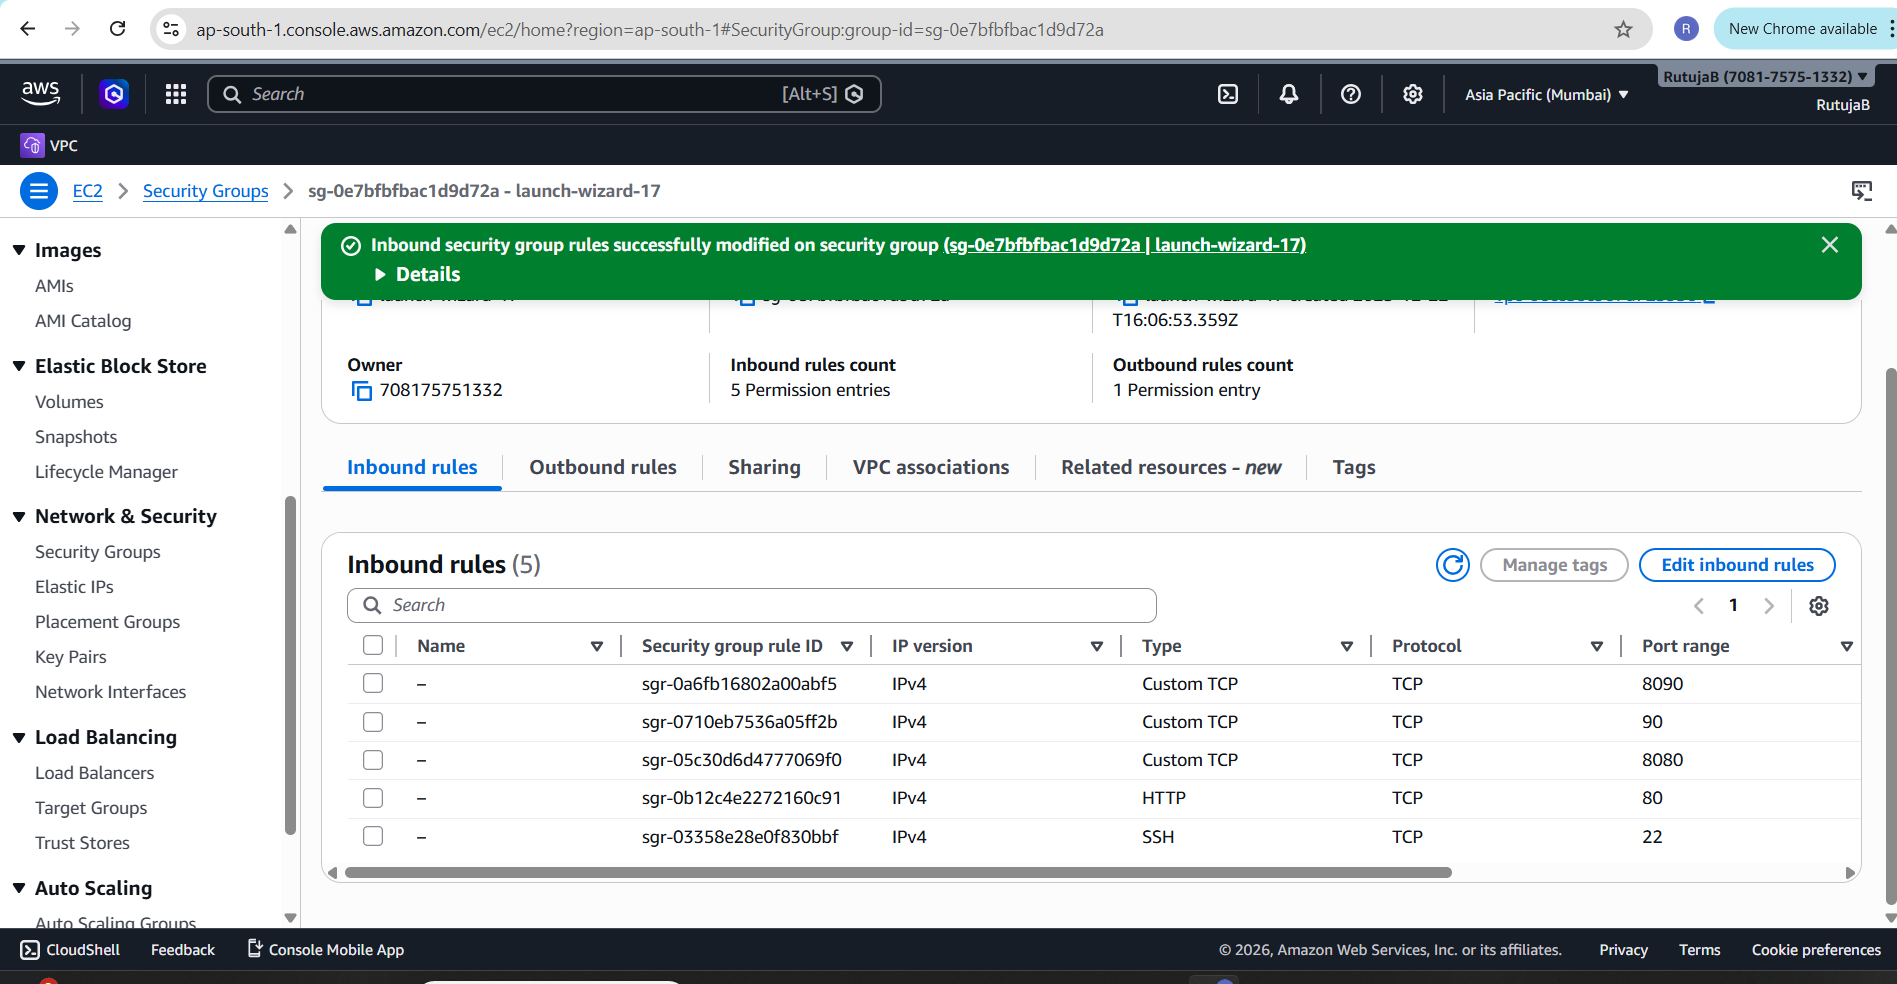 ap-south-1.console.aws.amazon.com/ec2/home?region=ap-south-1#SecurityGroup:group-id=sg-0e7bfbfbac1d9d72a
R
New Chrome available
aws
Search
[Alt+S]
Asia Pacific (Mumbai)
RutujaB (7081-7575-1332)
RutujaB
VPC
EC2
Security Groups
sg-0e7bfbfbac1d9d72a - launch-wizard-17
Images
AMIs
AMI Catalog
Elastic Block Store
Volumes
Snapshots
Lifecycle Manager
Network & Security
Security Groups
Elastic IPs
Placement Groups
Key Pairs
Network Interfaces
Load Balancing
Load Balancers
Target Groups
Trust Stores
Auto Scaling
Auto Scaling Groups
Inbound security group rules successfully modified on security group (sg-0e7bfbfbac1d9d72a | launch-wizard-17)
Details
T16:06:53.359Z
Owner
708175751332
Inbound rules count
5 Permission entries
Outbound rules count
1 Permission entry
Inbound rules
Outbound rules
Sharing
VPC associations
Related resources - new
Tags
Inbound rules (5)
Manage tags
Edit inbound rules
Search
1
Name Security group rule ID IP version Type Protocol Port range
– sgr-0a6fb16802a00abf5 IPv4 Custom TCP TCP 8090
– sgr-0710eb7536a05ff2b IPv4 Custom TCP TCP 90
– sgr-05c30d6d4777069f0 IPv4 Custom TCP TCP 8080
– sgr-0b12c4e2272160c91 IPv4 HTTP TCP 80
– sgr-03358e28e0f830bbf IPv4 SSH TCP 22
CloudShell
Feedback
Console Mobile App
© 2026, Amazon Web Services, Inc. or its affiliates.
Privacy
Terms
Cookie preferences